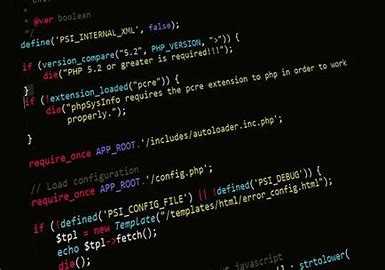 * @var boolean
*/
define('PSI_INTERNAL_XML', false);
if (version_compare("5.2", PHP_VERSION, ">")) {
die("PHP 5.2 or greater is required!!!");
}
if (!extension_loaded("pcre")) {
die("phpSysInfo requires the pcre extension to php in order to work
properly.");
}
require_once APP_ROOT.'/includes/autoloader.inc.php';
// Load configuration
require_once APP_ROOT.'/config.php';
if (!defined('PSI_CONFIG_FILE') || !defined('PSI_DEBUG')) {
$tpl = new Template("/templates/html/error_config.html");
echo $tpl->fetch();
die();
javascript
strtolower(